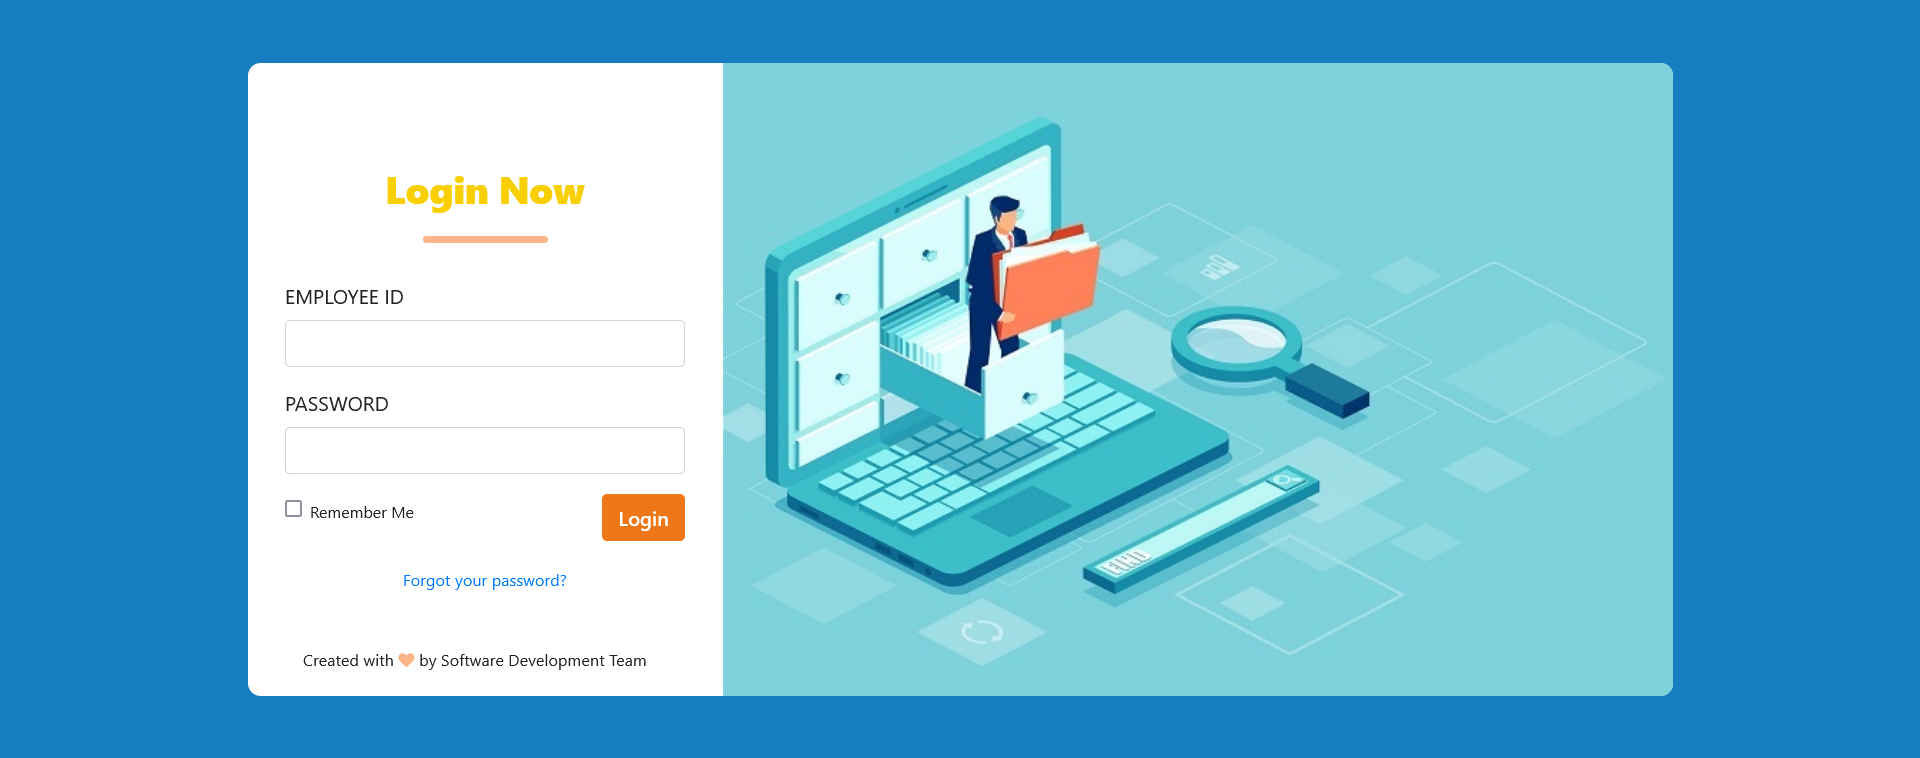 Login Now
EMPLOYEE ID
PASSWORD
Remember Me
Login
Forgot your password?
Created with by Software Development Team